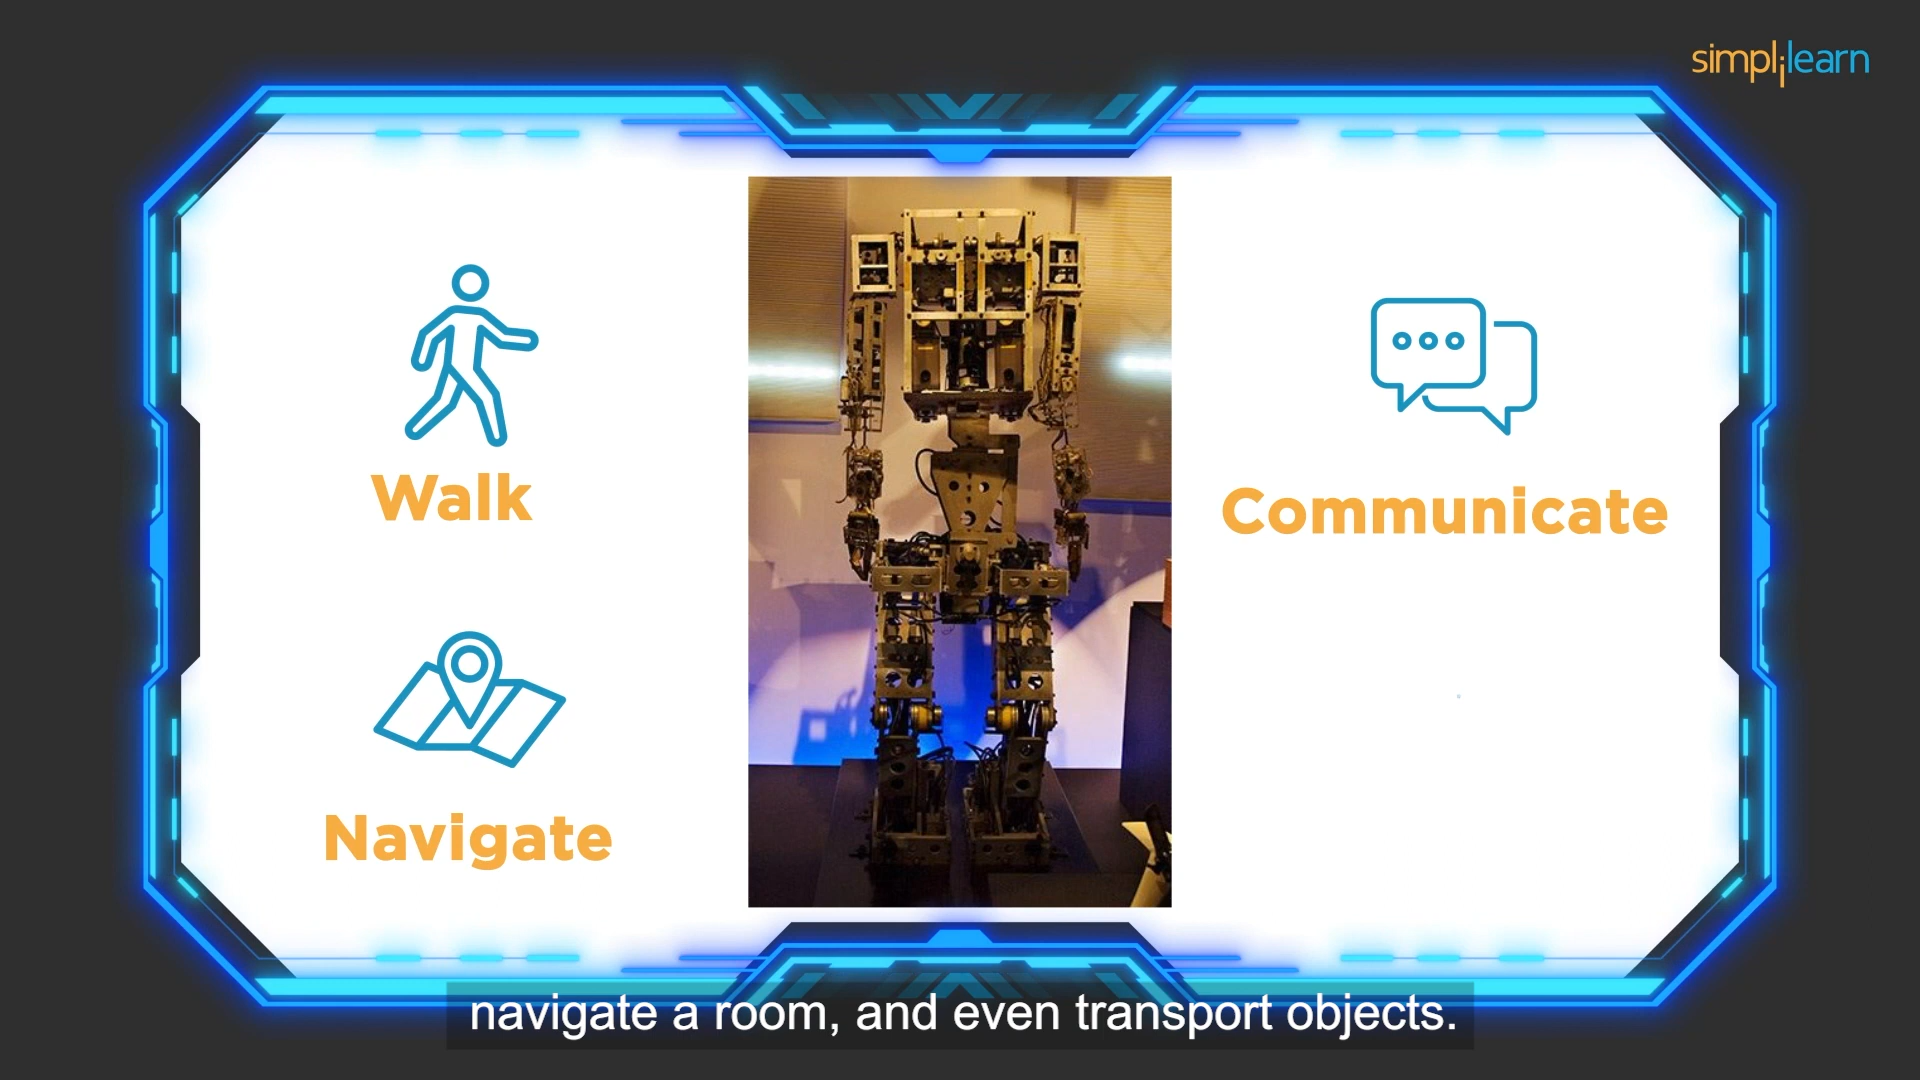 simplilearn
Walk
Communicate
Navigate
navigate a room, and even transport objects.